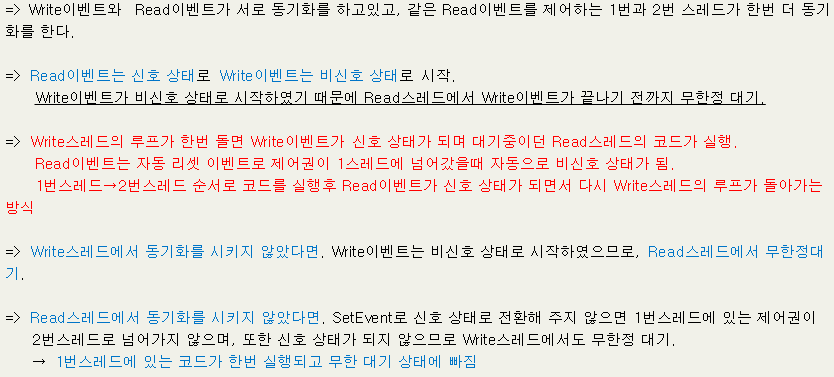 => Write이벤트와  Read이벤트가 서로 동기화를 하고있고, 같은 Read이벤트를 제어하는 1번과 2번 스레드가 한번 더 동기
화를 한다.
=> Read이벤트는 신호 상태로 Write이벤트는 비신호 상태로 시작.
Write이벤트가 비신호 상태로 시작하였기 때문에 Read스레드에서 Write이벤트가 끝나기 전까지 무한정 대기.
=> Write스레드의 루프가 한번 돌면 Write이벤트가 신호 상태가 되며 대기중이던 Read스레드의 코드가 실행.
Read이벤트는 자동 리셋 이벤트로 제어권이 1스레드에 넘어갔을때 자동으로 비신호 상태가 됨.
1번스레드→2번스레드 순서로 코드를 실행후 Read이벤트가 신호 상태가 되면서 다시 Write스레드의 루프가 돌아가는
방식
=> Write스레드에서 동기화를 시키지 않았다면. Write이벤트는 비신호 상태로 시작하였으므로, Read스레드에서 무한정대
기.
=> Read스레드에서 동기화를 시키지 않았다면. SetEvent로 신호 상태로 전환해 주지 않으면 1번스레드에 있는 제어권이
2번스레드로 넘어가지 않으며, 또한 신호 상태가 되지 않으므로 Write스레드에서도 무한정 대기.
→ 1번스레드에 있는 코드가 한번 실행되고 무한 대기 상태에 빠짐